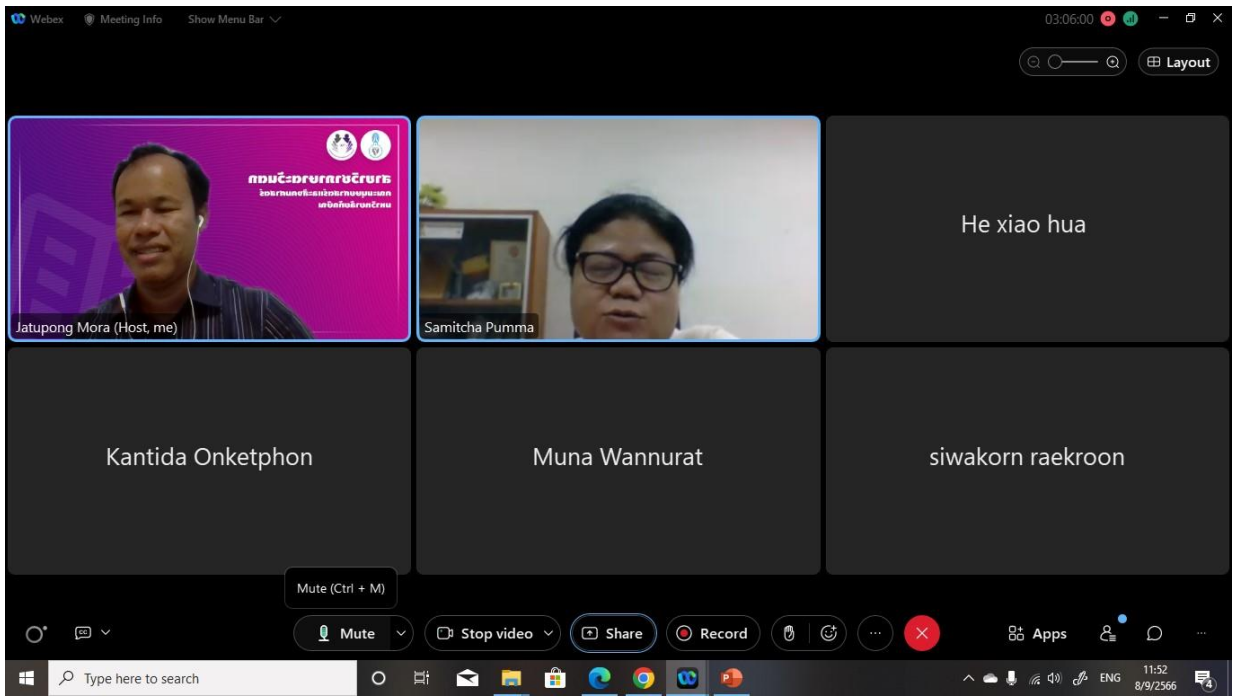 Webex
Meeting Info
Show Menu Bar
03:06:00
Layout
Jatupong Mora (Host, me)
Samitcha Pumma
He xiao hua
Kantida Onketphon
Muna Wannurat
siwakorn raekroon
Mute (Ctrl + M)
CC
Mute
Stop video
Share
Record
Apps
Type here to search
ENG
11:52
8/9/2566
4